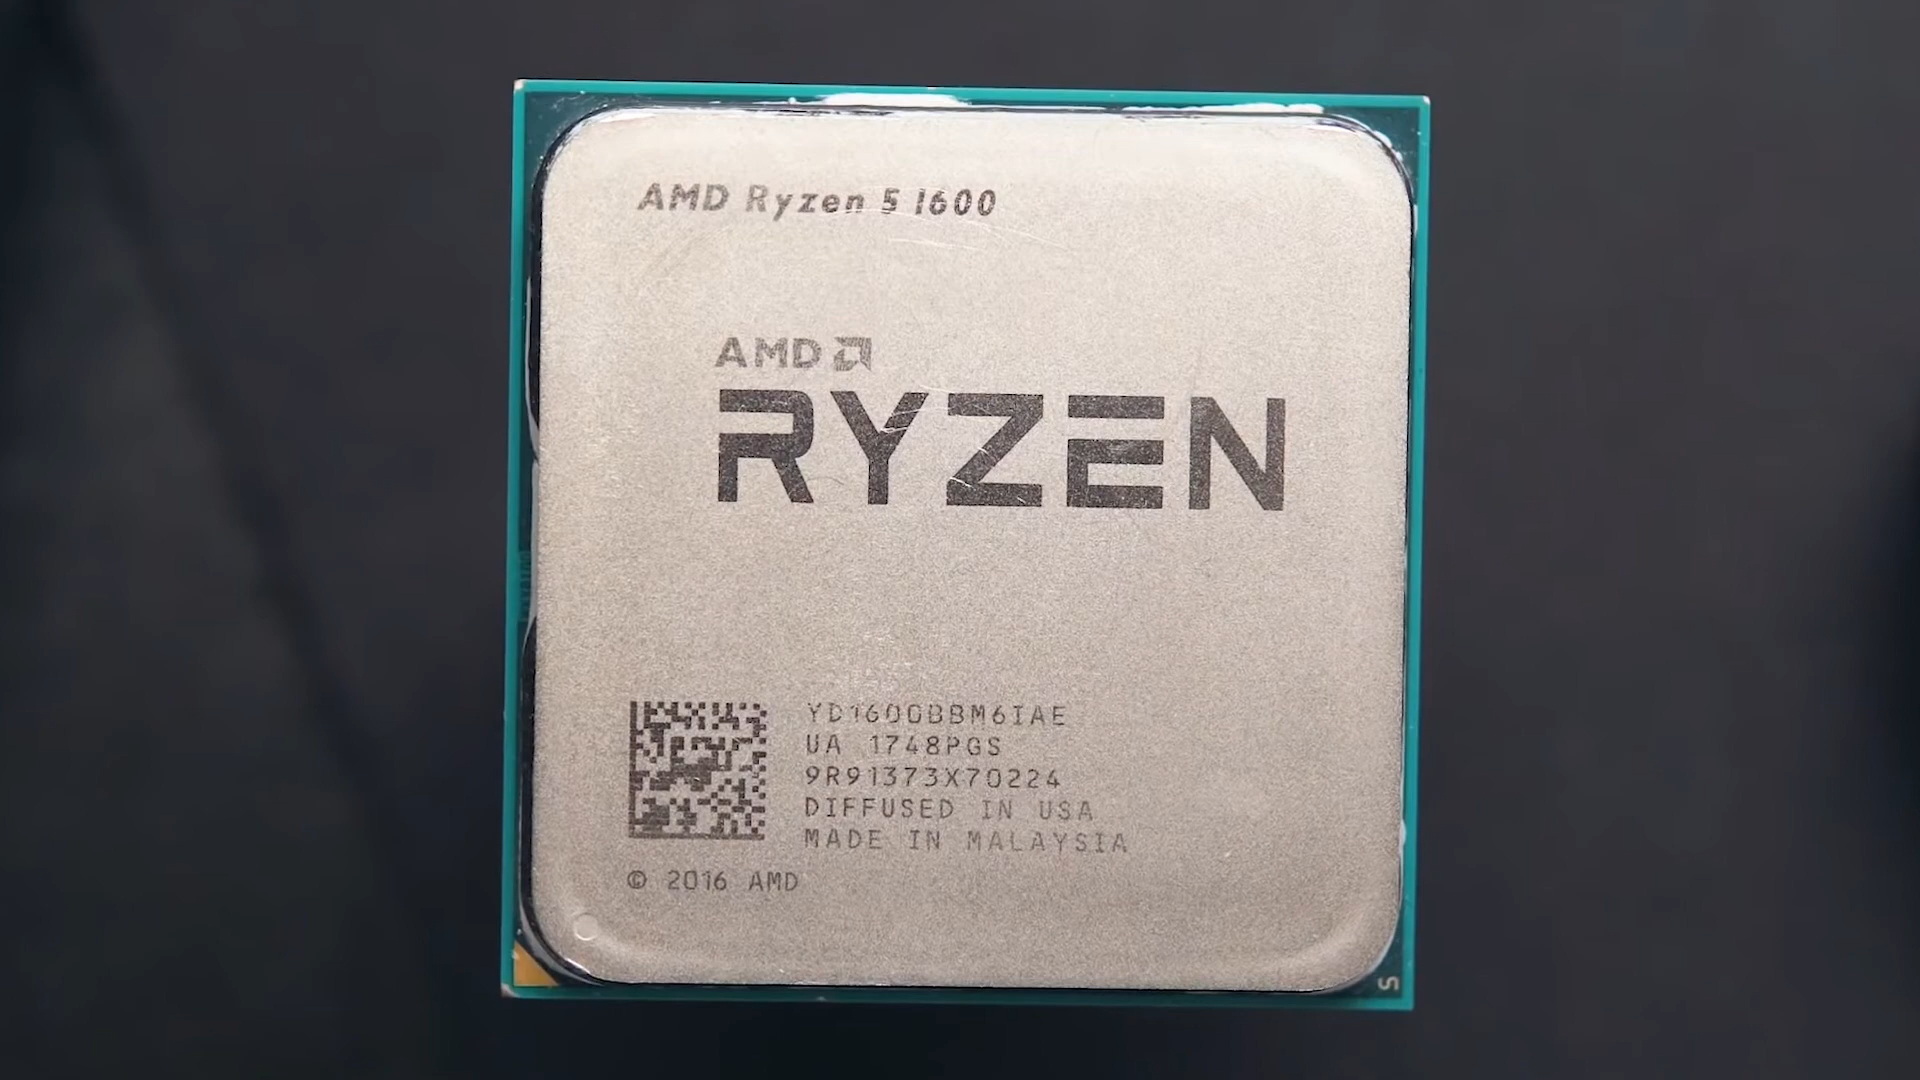 AMD Ryzen 5 1600
AMD
RYZEN
YD1600BBM6IAE
UA 1748PGS
9R91373X70224
DIFFUSED IN USA
MADE IN MALAYSIA
© 2016 AMD
S